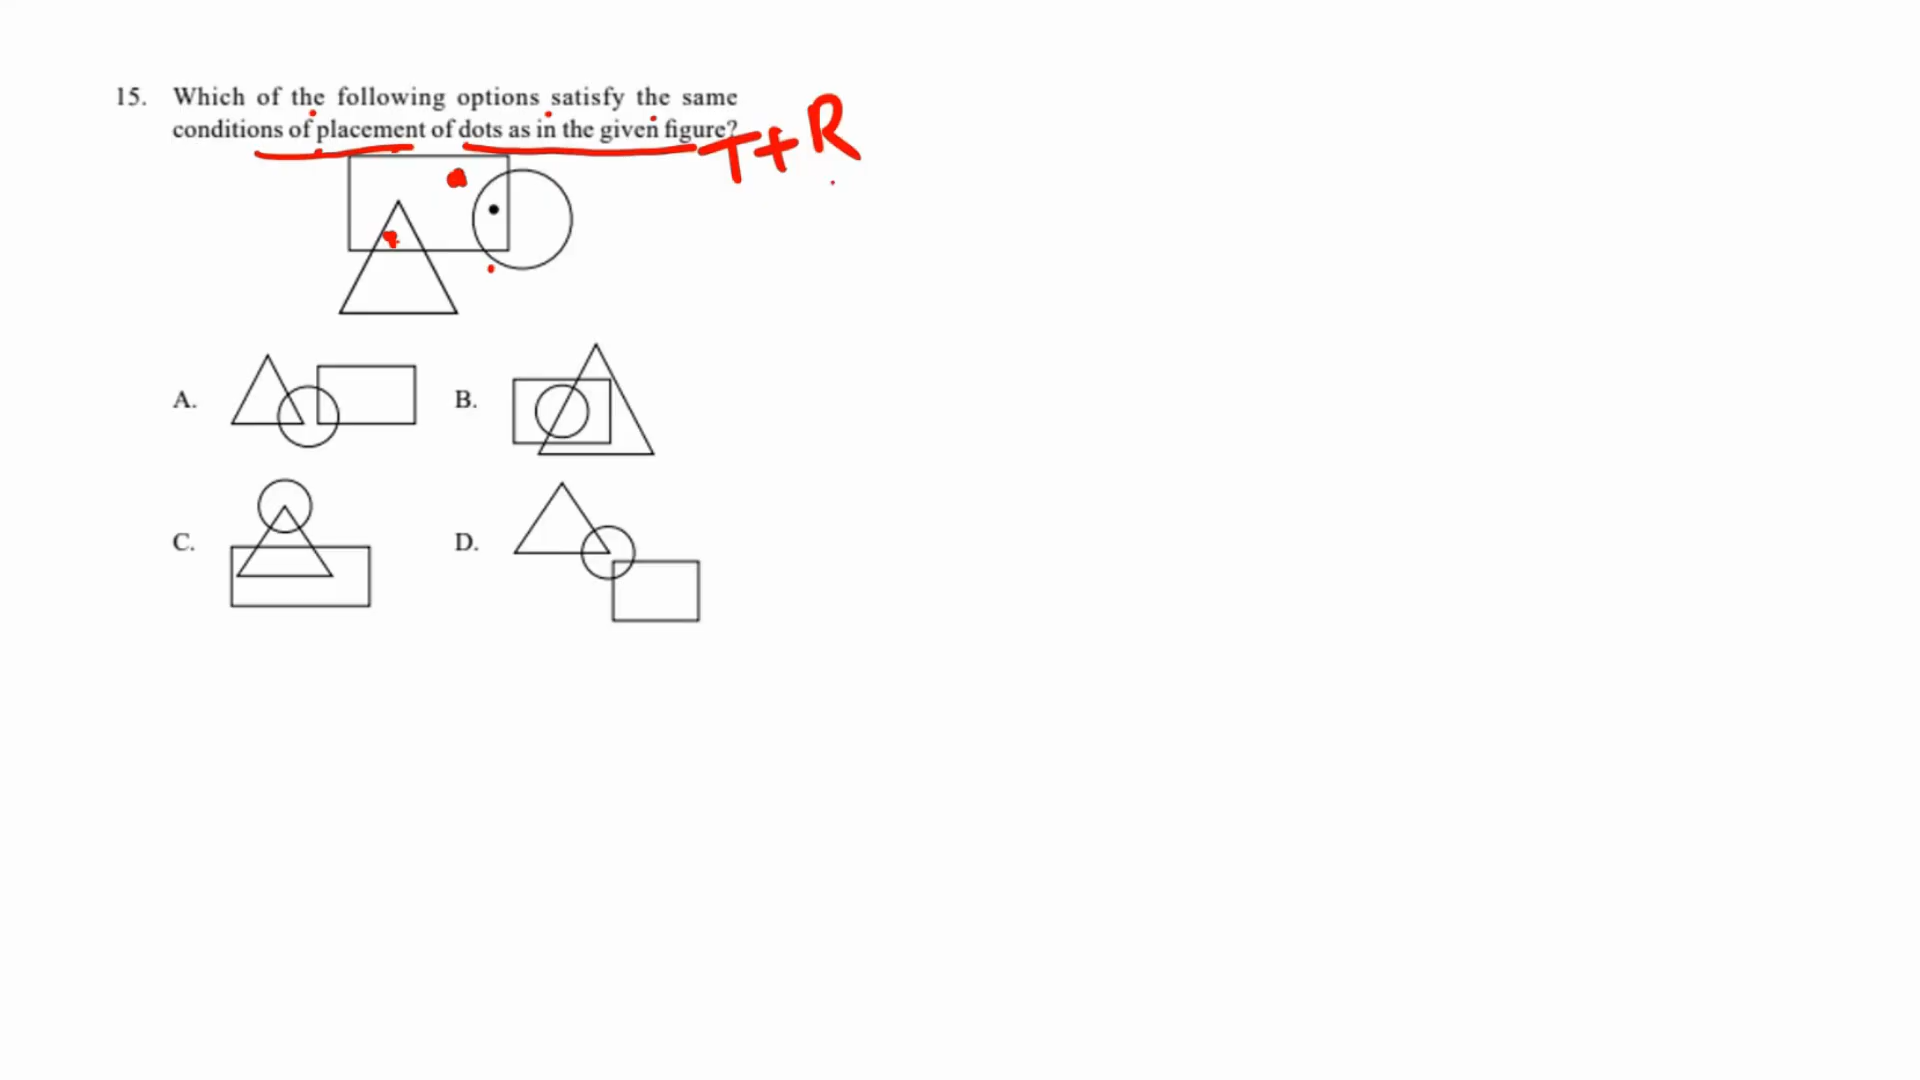 15. Which of the following options satisfy the same
conditions of placement of dots as in the given figure?
T+R
A.
B.
C.
D.